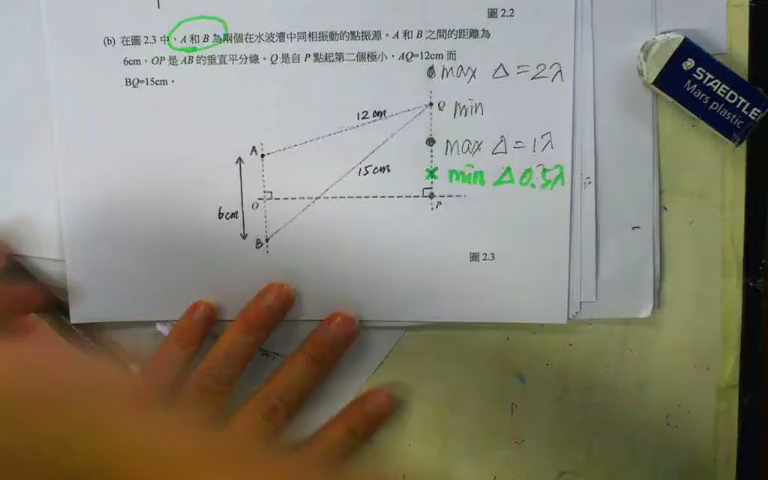 圖 2.2
(b) 在圖 2.3 中，A 和 B 為兩個在水波澶中同相振動的點振源。A 和 B 之間的距離為
6cm，OP 是 AB 的垂直平分線。Q 是自 P 點起第二個極小，AQ=12cm 而
BQ=15cm。
max Δ=2λ
Q min
12 cm
A
max Δ=1λ
15cm
min Δ0.5λ
O
P
6cm
B
圖 2.3
STAEDTLER
Mars plastic